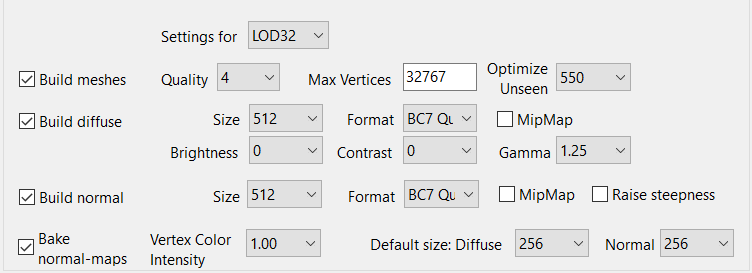 Settings for LOD32
Build meshes Quality 4 Max Vertices 32767 Optimize Unseen 550
Build diffuse Size 512 Format BC7 Qu MipMap
Brightness 0 Contrast 0 Gamma 1.25
Build normal Size 512 Format BC7 Qu MipMap Raise steepness
Bake normal-maps Vertex Color Intensity 1.00 Default size: Diffuse 256 Normal 256